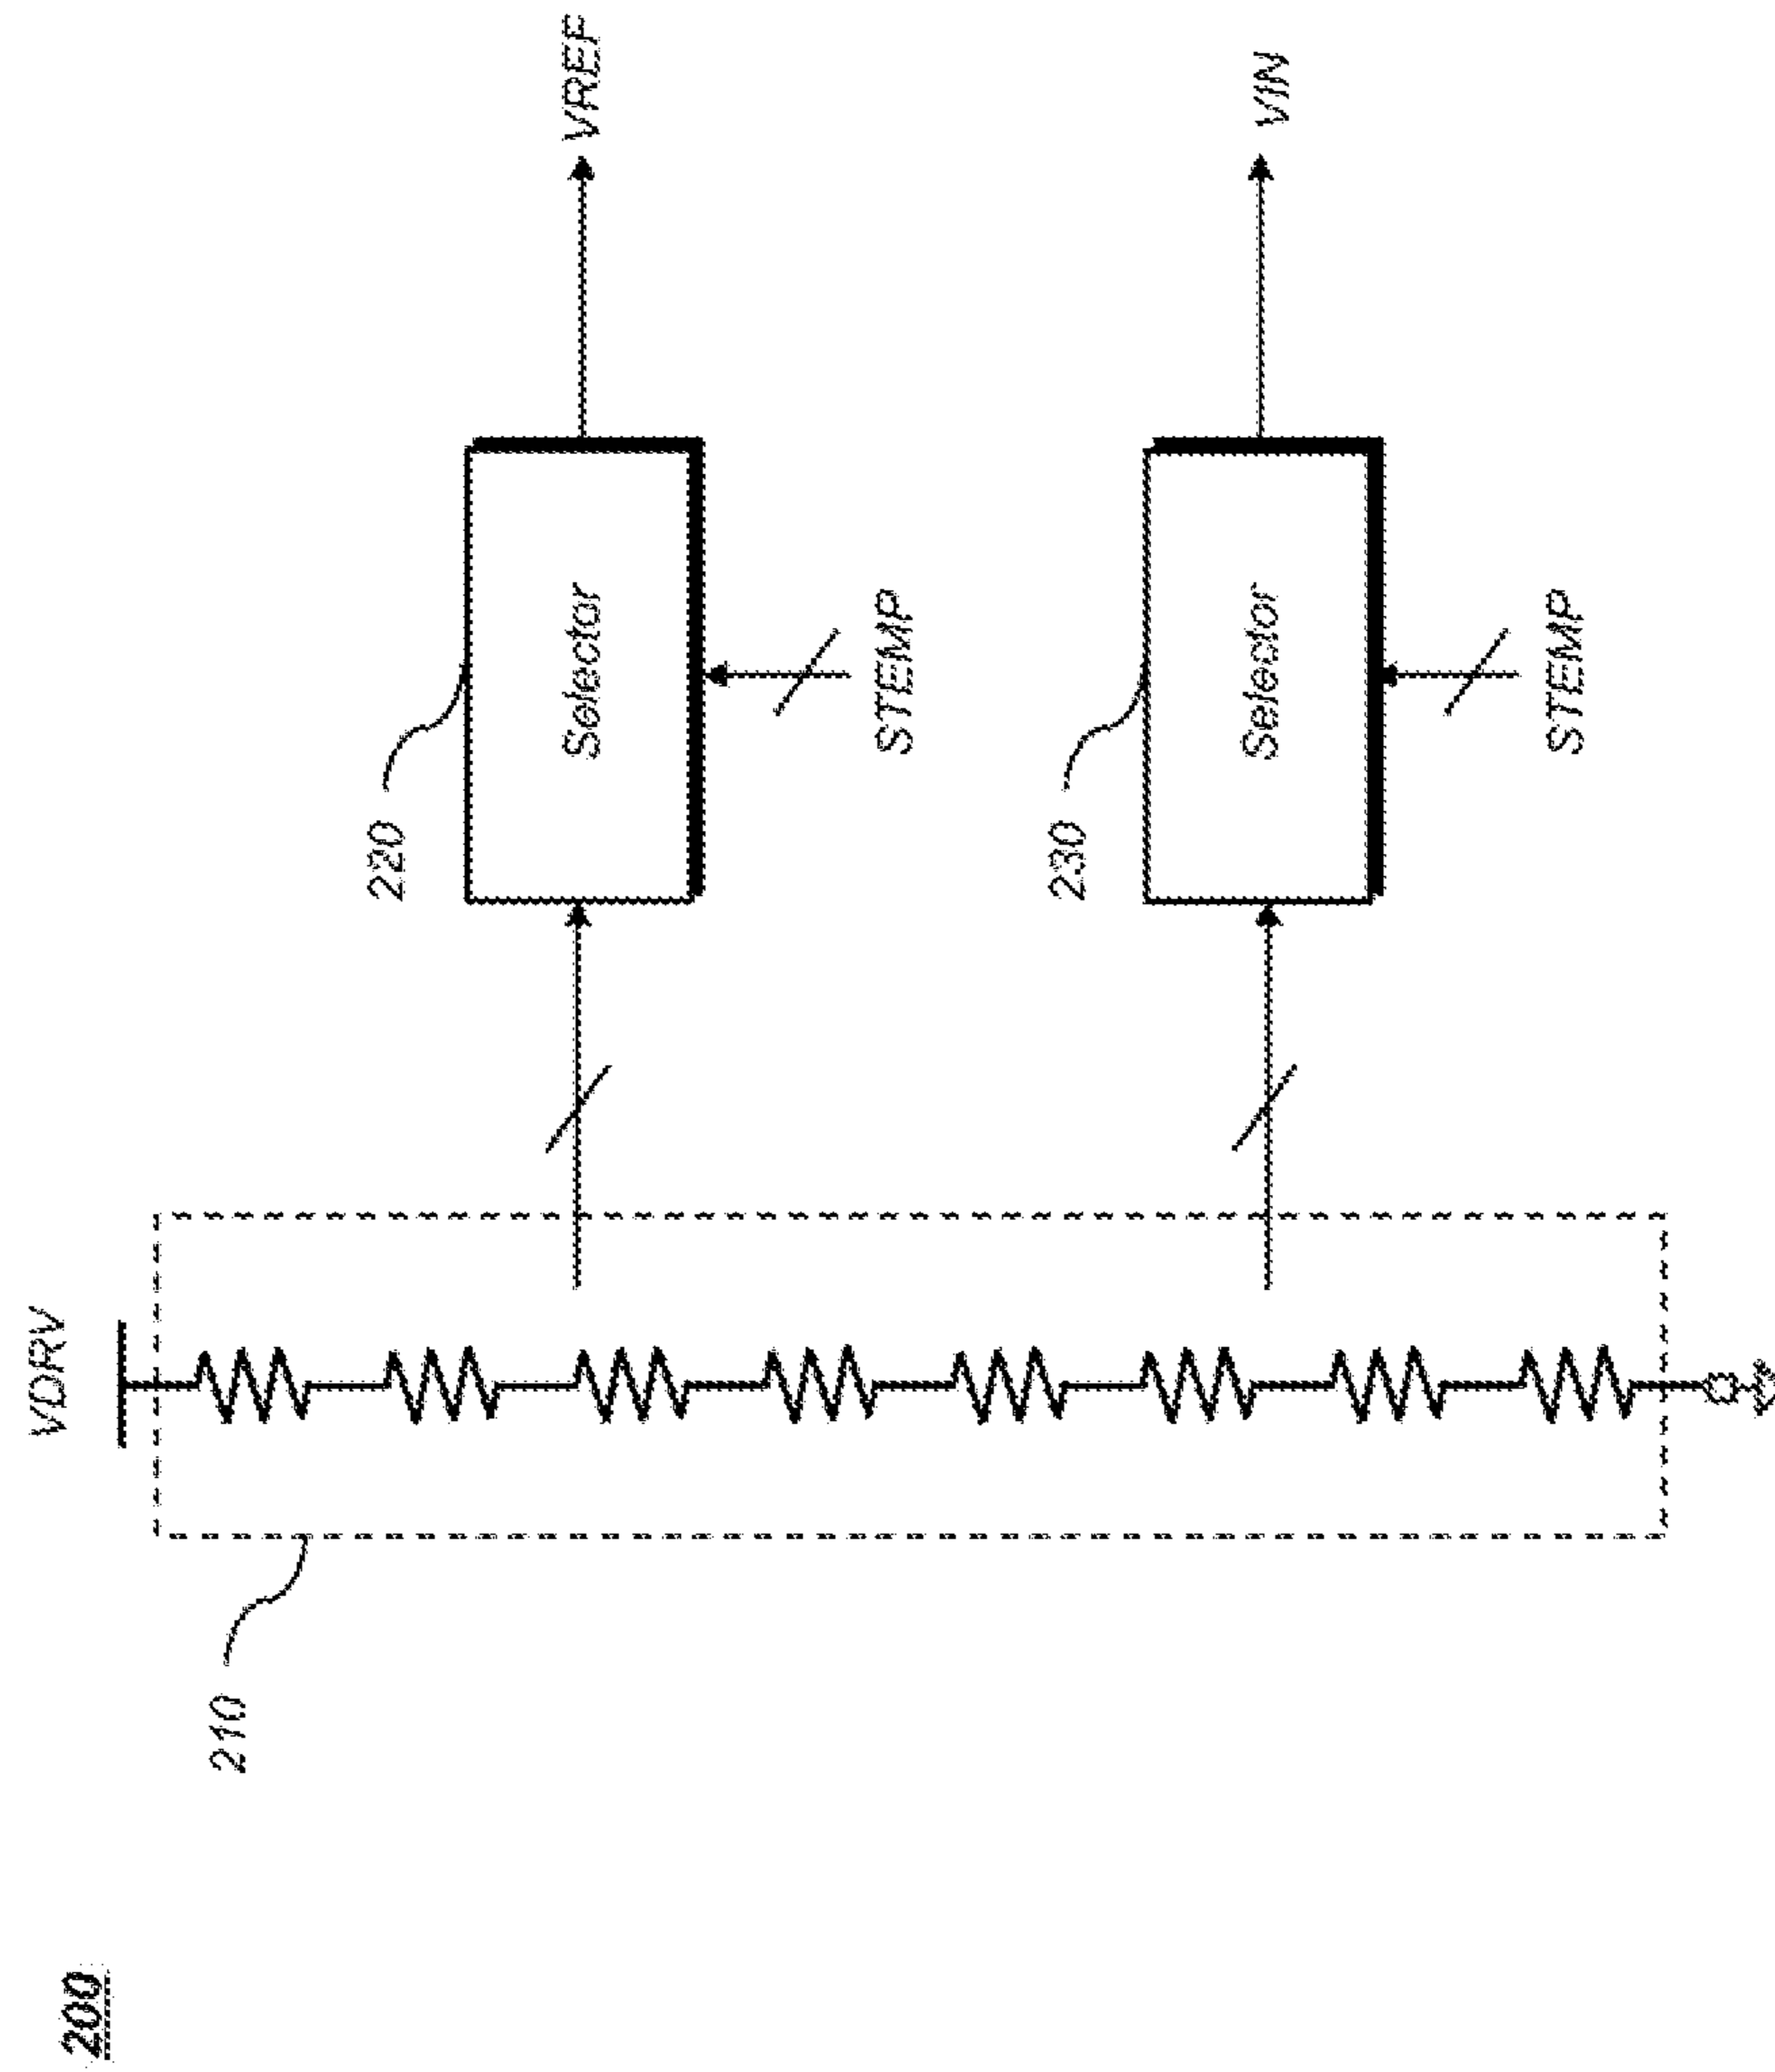 200
VDRV
210
220
Selector
VREF
STEMP
230
Selector
VIN
STEMP